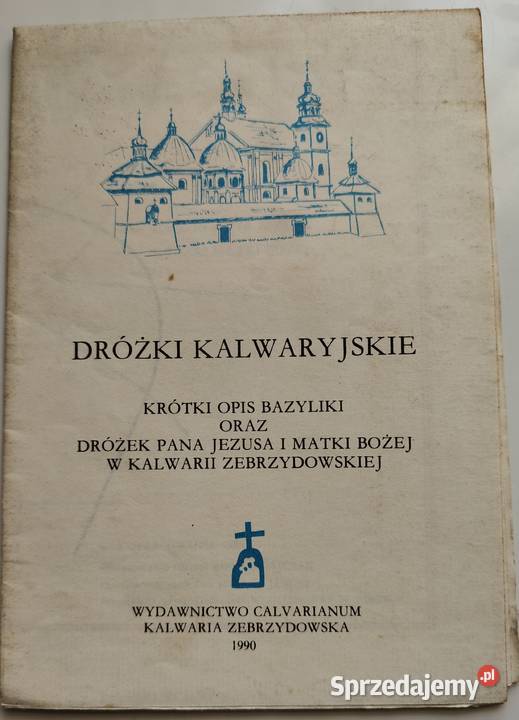 DRÓŻKI KALWARYJSKIE
KRÓTKI OPIS BAZYLIKI
ORAZ
DRÓŻEK PANA JEZUSA I MATKI BOŻEJ
W KALWARII ZEBRZYDOWSKIEJ
WYDAWNICTWO CALVARIANUM
KALWARIA ZEBRZYDOWSKA
1990
Sprzedajemy.pl